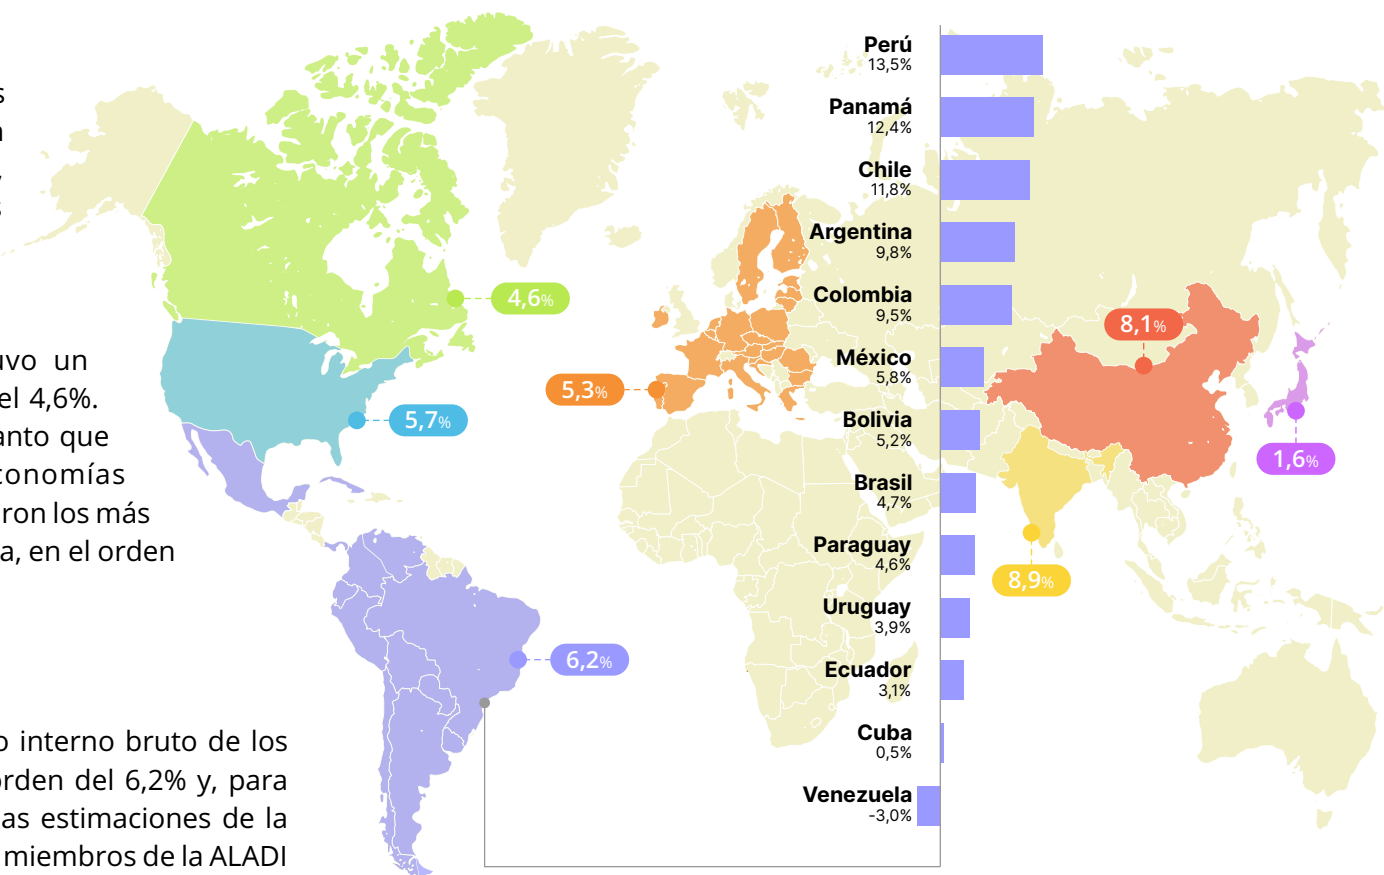 s
uvo un
el 4,6%.
anto que
conomías
ron los más
a, en el orden
o interno bruto de los
orden del 6,2% y, para
as estimaciones de la
miembros de la ALADI
4,6%
5,7%
5,3%
6,2%
8,1%
1,6%
8,9%
Perú
13,5%
Panamá
12,4%
Chile
11,8%
Argentina
9,8%
Colombia
9,5%
México
5,8%
Bolivia
5,2%
Brasil
4,7%
Paraguay
4,6%
Uruguay
3,9%
Ecuador
3,1%
Cuba
0,5%
Venezuela
-3,0%